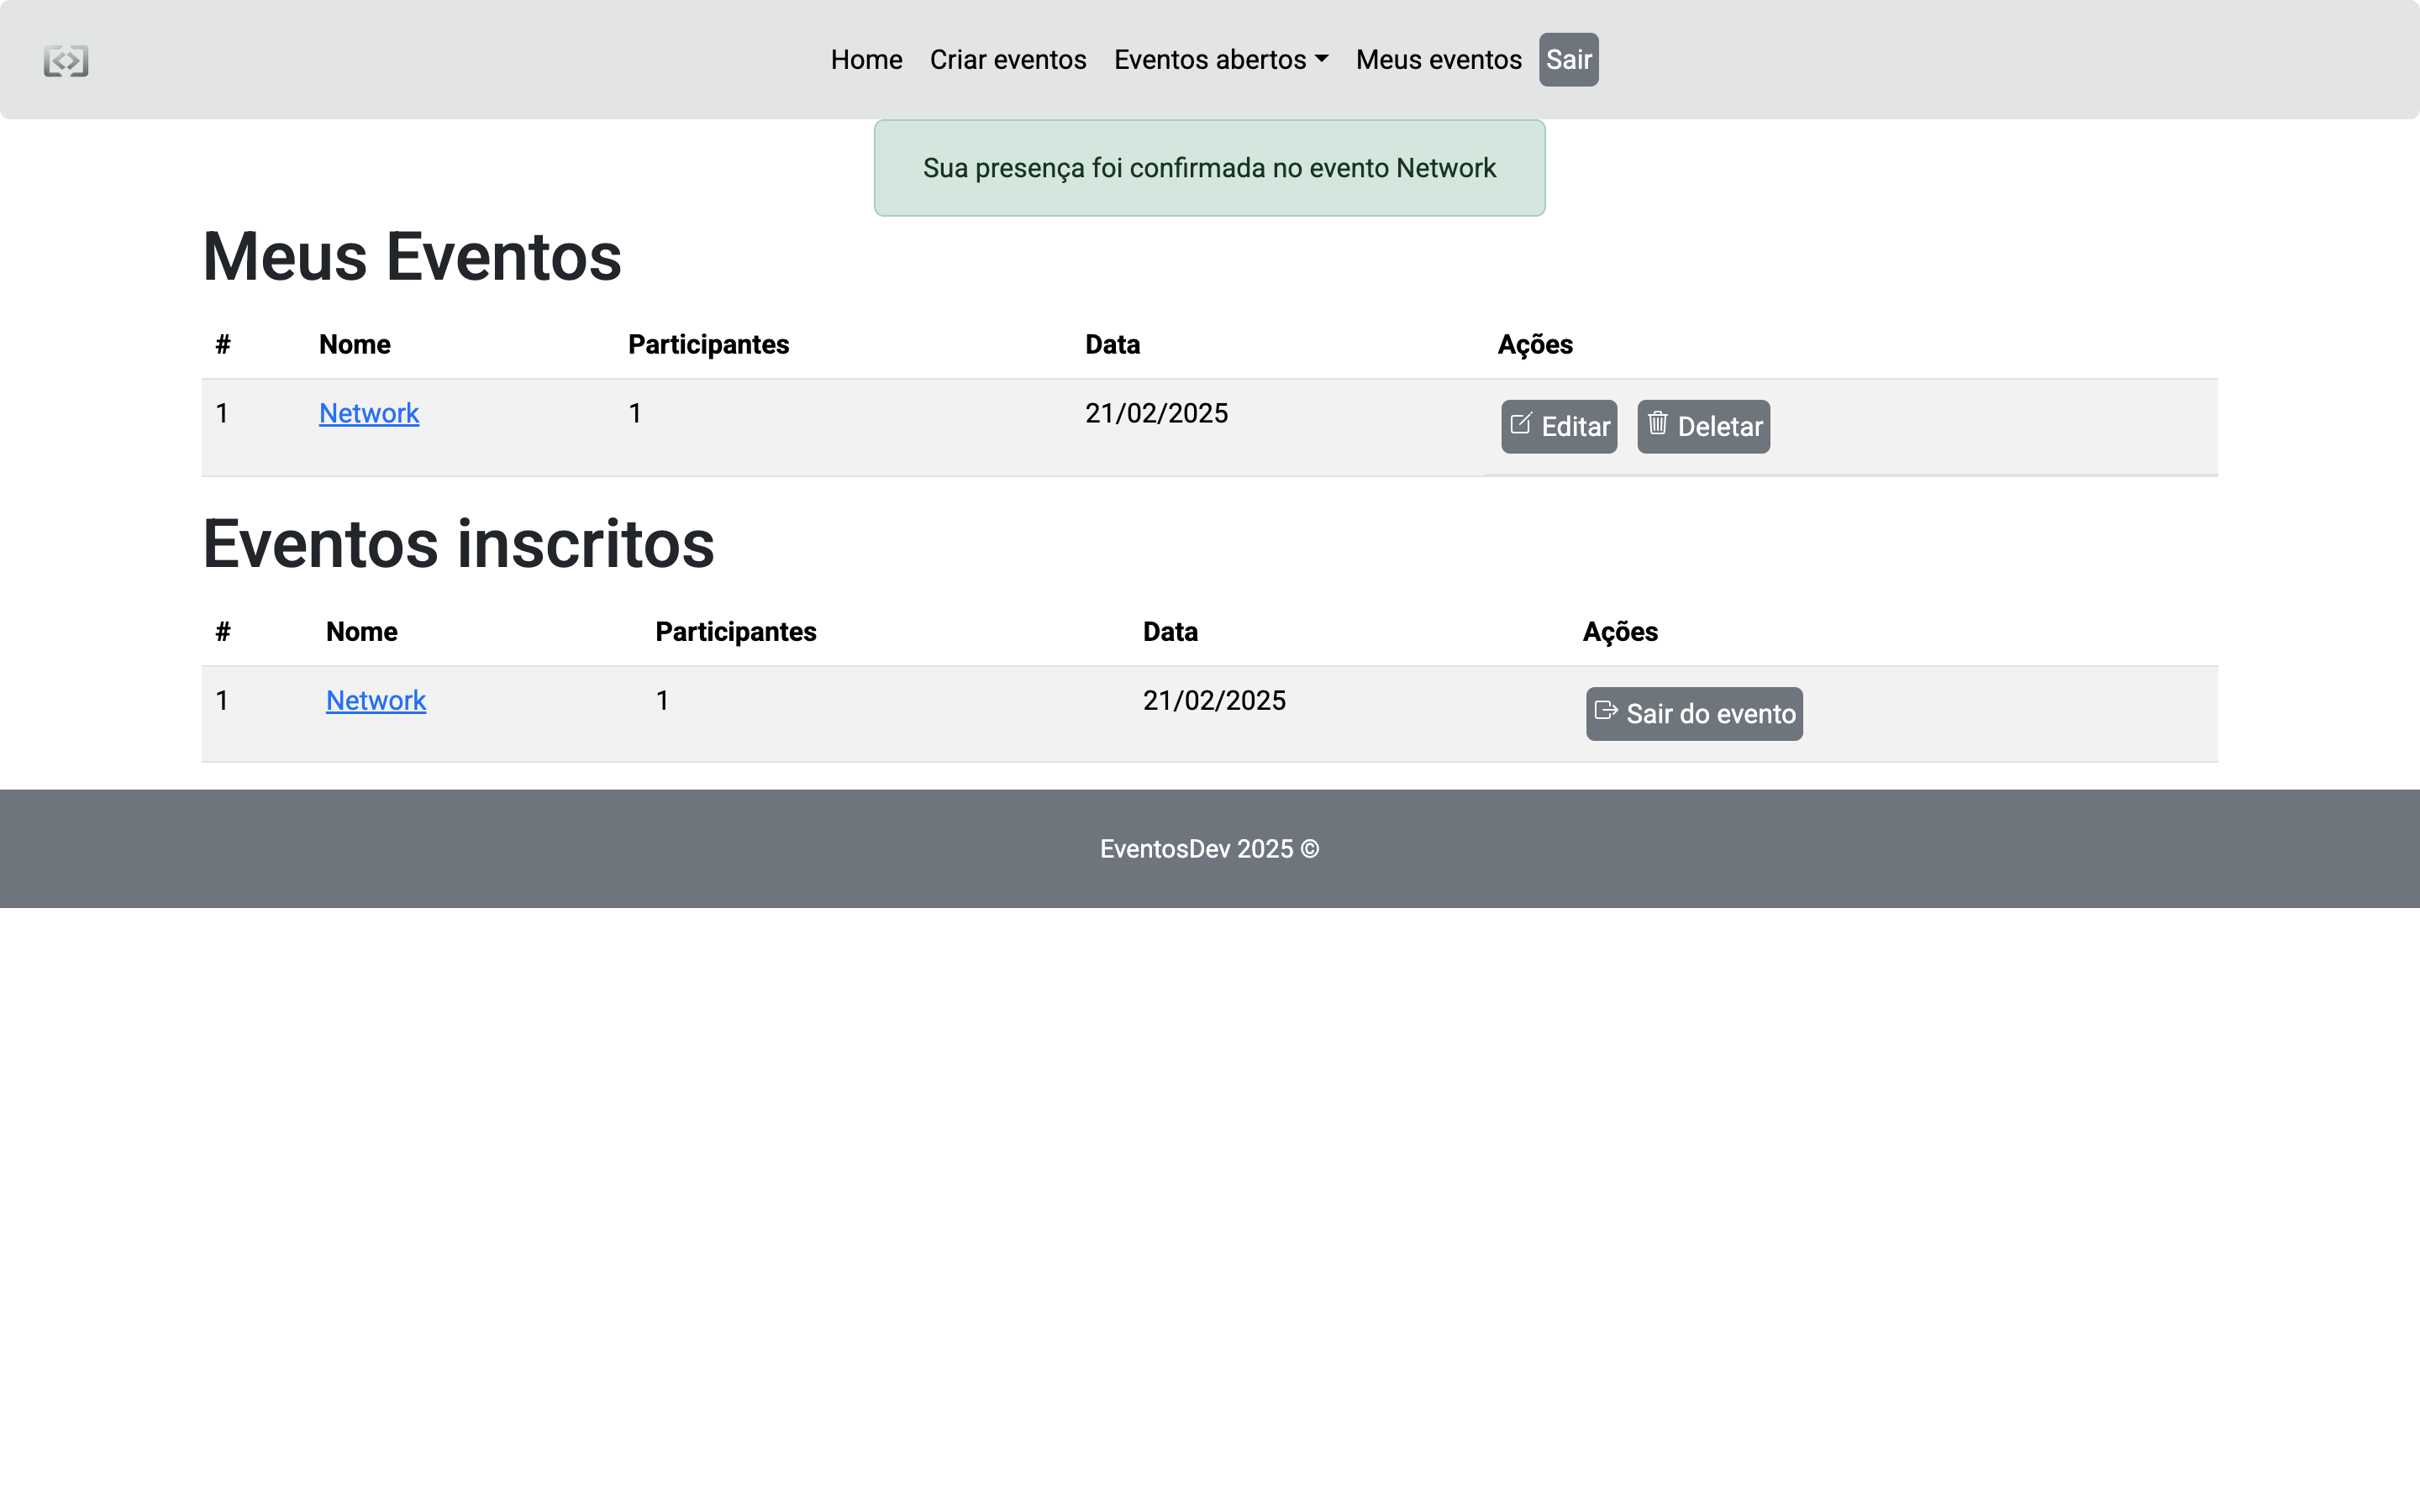 Home Criar eventos Eventos abertos Meus eventos Sair
Sua presença foi confirmada no evento Network
Meus Eventos
# Nome Participantes Data Ações
1 Network 1 21/02/2025 Editar Deletar
Eventos inscritos
# Nome Participantes Data Ações
1 Network 1 21/02/2025 Sair do evento
EventosDev 2025 ©